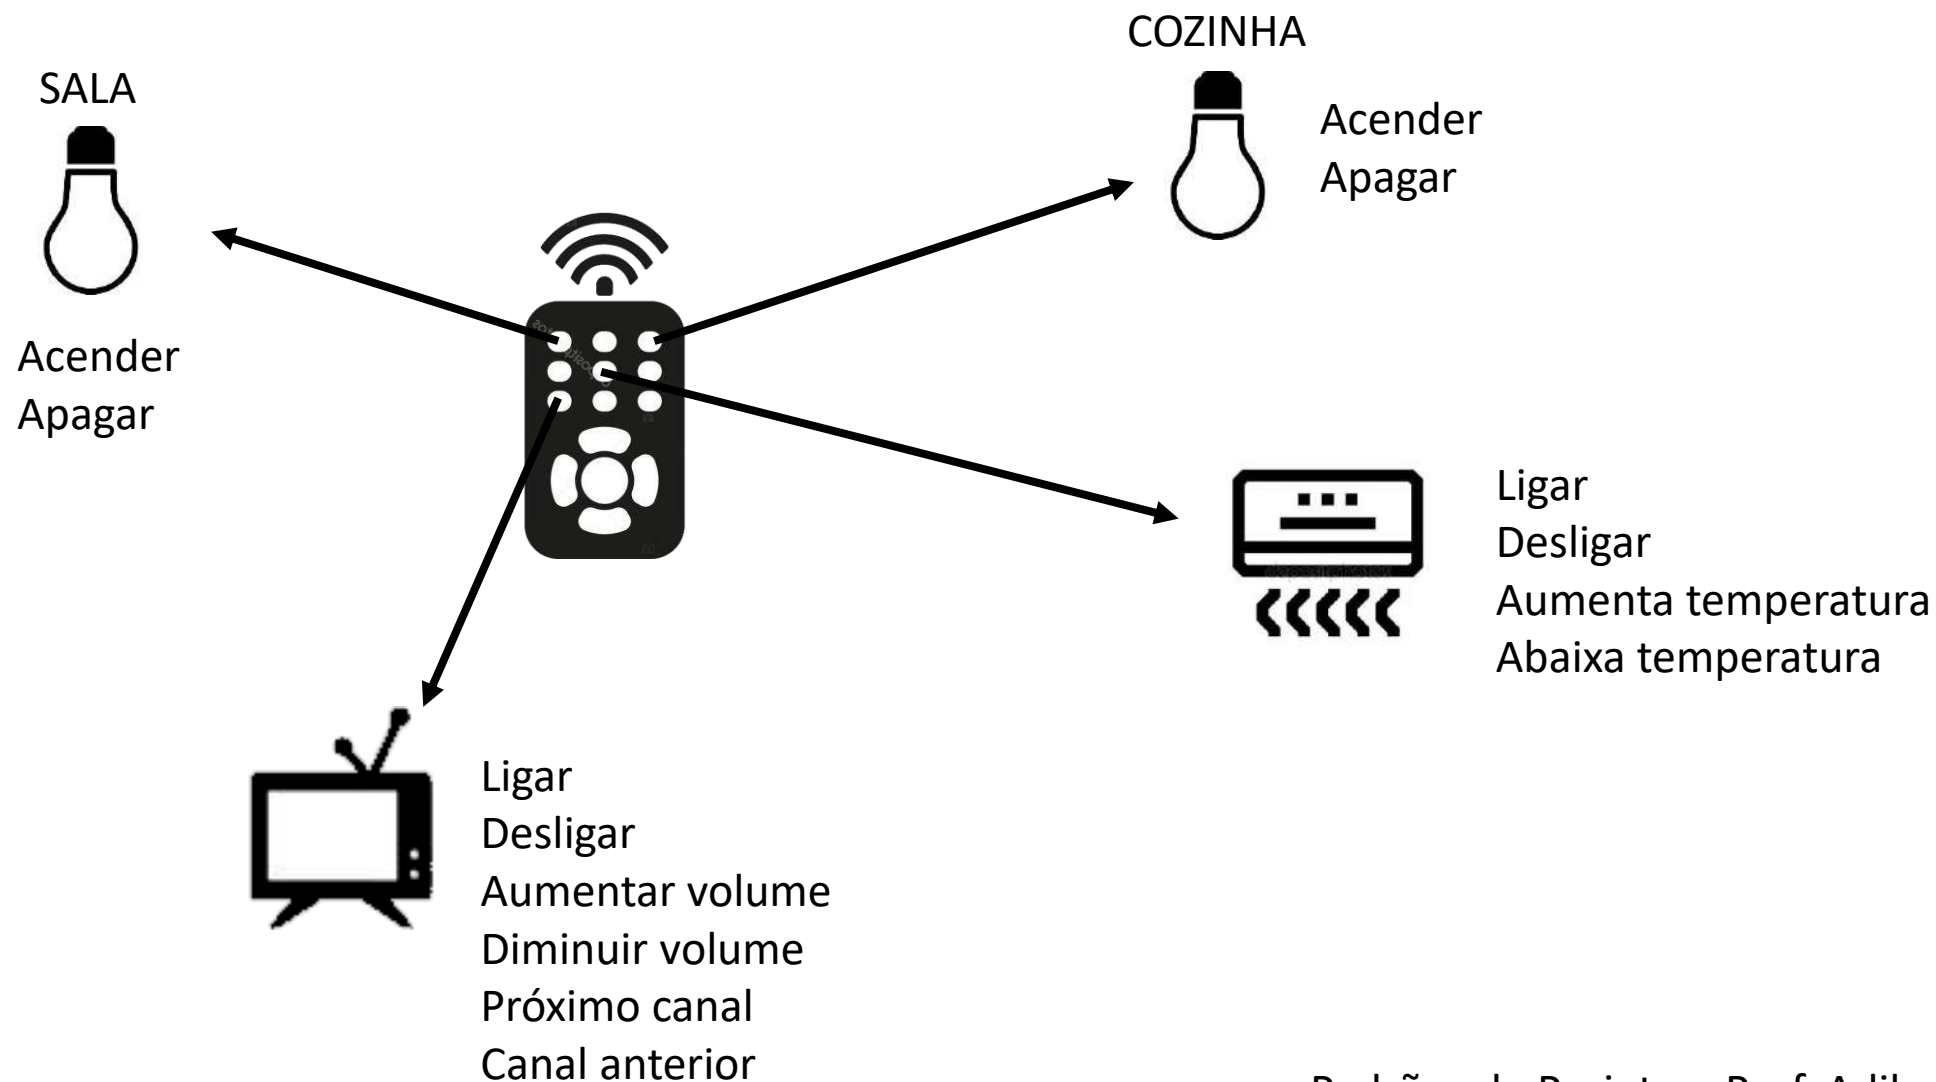 COZINHA
SALA
Acender
Apagar
Acender
Apagar
Ligar
Desligar
Aumenta temperatura
Abaixa temperatura
Ligar
Desligar
Aumentar volume
Diminuir volume
Próximo canal
Canal anterior